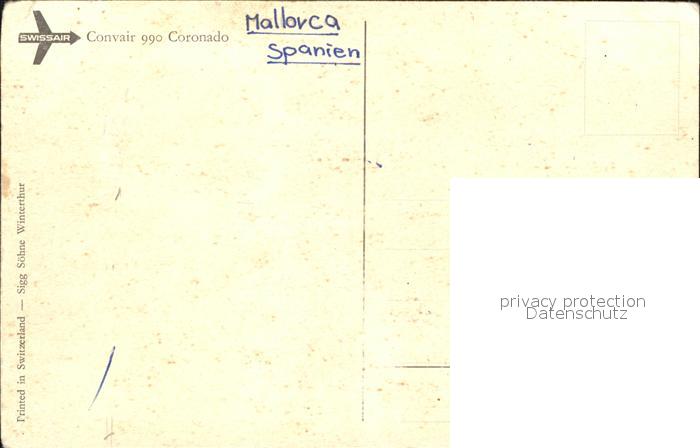 SWISSAIR
Convair 990 Coronado
Mallorca
Spanien
Printed in Switzerland — Sigg Söhne Winterthur
privacy protection
Datenschutz